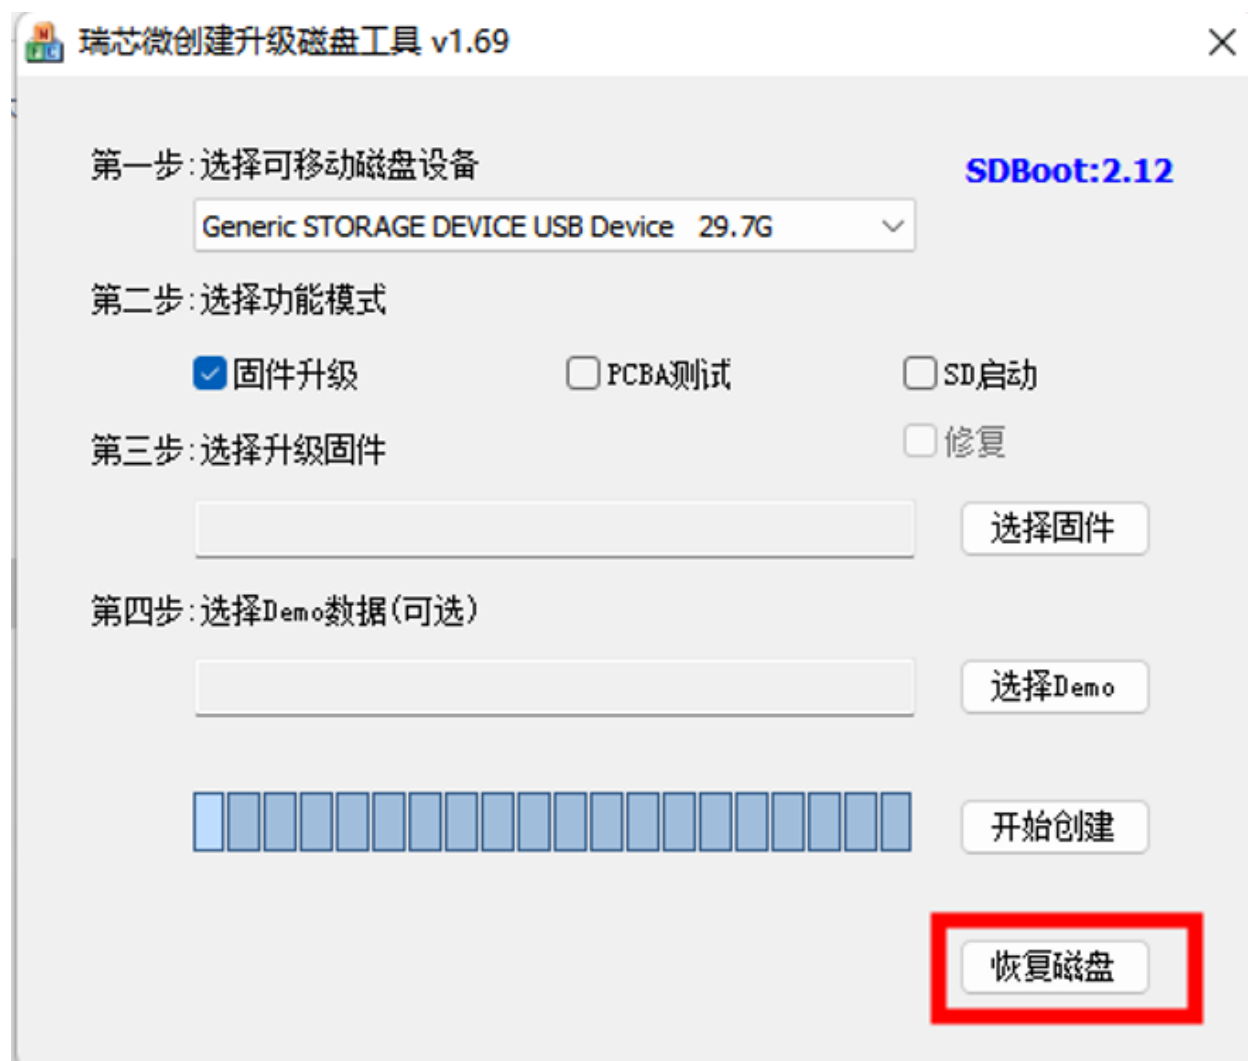 瑞芯微创建升级磁盘工具 v1.69
第一步:选择可移动磁盘设备
SDBoot:2.12
Generic STORAGE DEVICE USB Device 29.7G
第二步:选择功能模式
固件升级 PCBA测试 SD启动
修复
第三步:选择升级固件
选择固件
第四步:选择Demo数据(可选)
选择Demo
开始创建
恢复磁盘